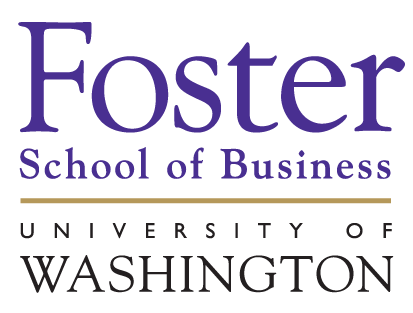 Foster
School of Business
UNIVERSITY OF
WASHINGTON